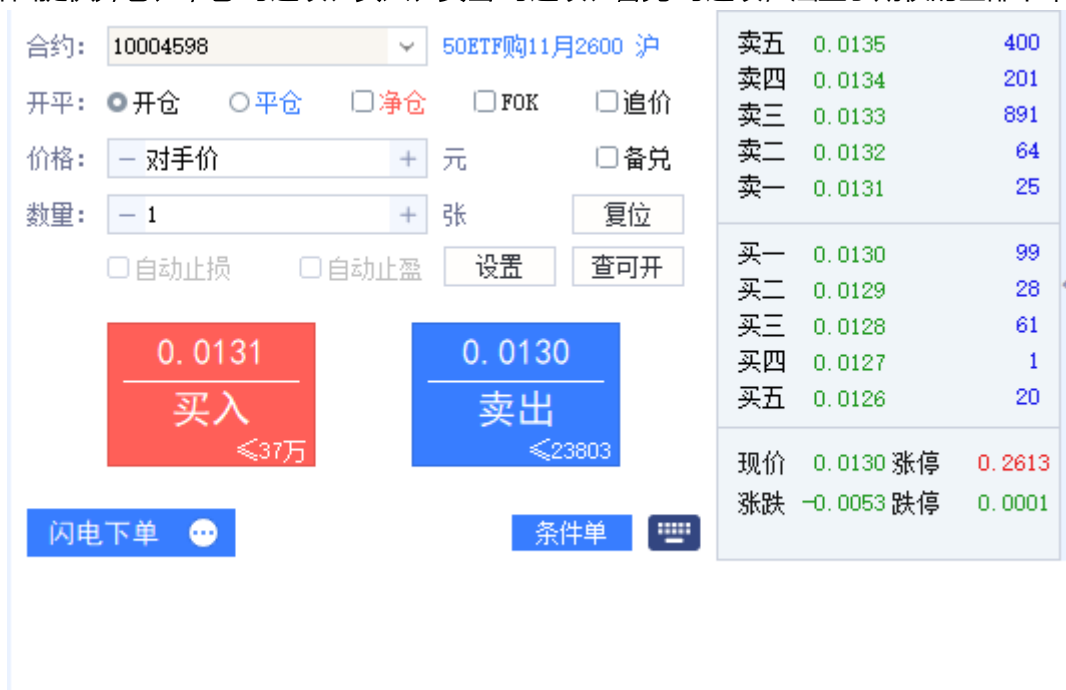 合约: 10004598 50ETF购11月2600 沪
开平: 开仓 平仓 净仓 FOK 追价
价格: — 对手价 + 元 备兑
数量: — 1 + 张 复位
自动止损 自动止盈 设置 查可开
0.0131
买入
≤37万
0.0130
卖出
≤23803
闪电下单 条件单
卖五 0.0135 400
卖四 0.0134 201
卖三 0.0133 891
卖二 0.0132 64
卖一 0.0131 25
买一 0.0130 99
买二 0.0129 28
买三 0.0128 61
买四 0.0127 1
买五 0.0126 20
现价 0.0130 涨停 0.2613
涨跌 -0.0053 跌停 0.0001